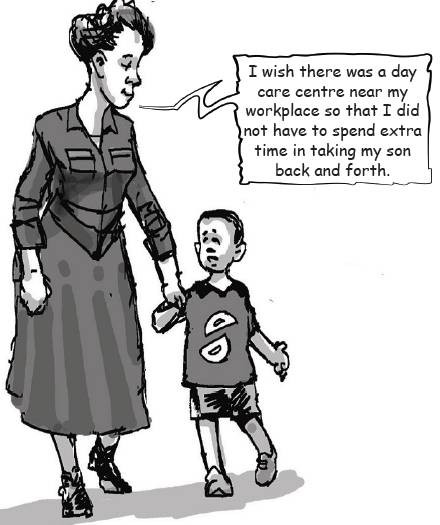 I wish there was a day
care centre near my
workplace so that I did
not have to spend extra
time in taking my son
back and forth.